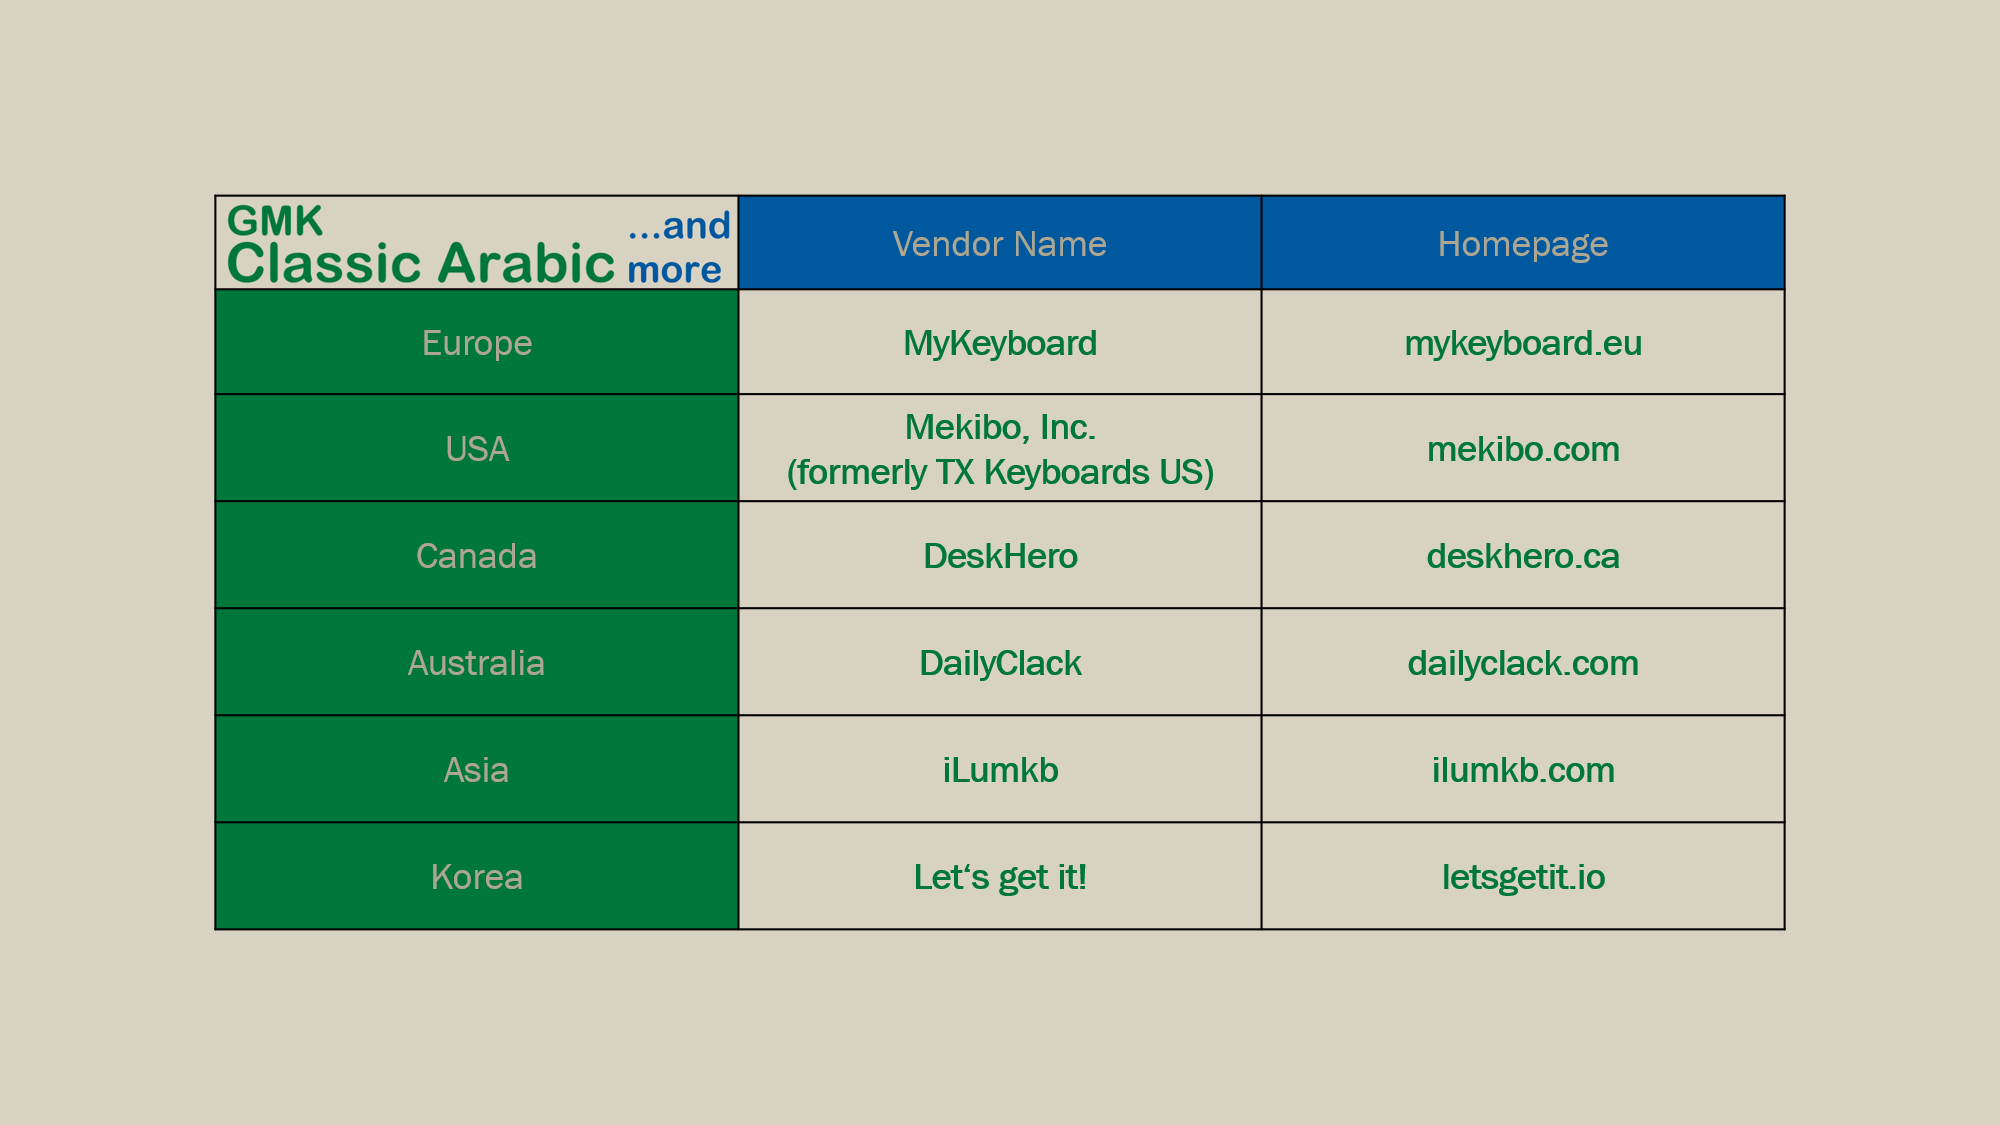 GMK
Classic Arabic
...and
more
Vendor Name
Homepage
Europe
MyKeyboard
mykeyboard.eu
USA
Mekibo, Inc.
(formerly TX Keyboards US)
mekibo.com
Canada
DeskHero
deskhero.ca
Australia
DailyClack
dailyclack.com
Asia
iLumkb
ilumkb.com
Korea
Let‘s get it!
letsgetit.io